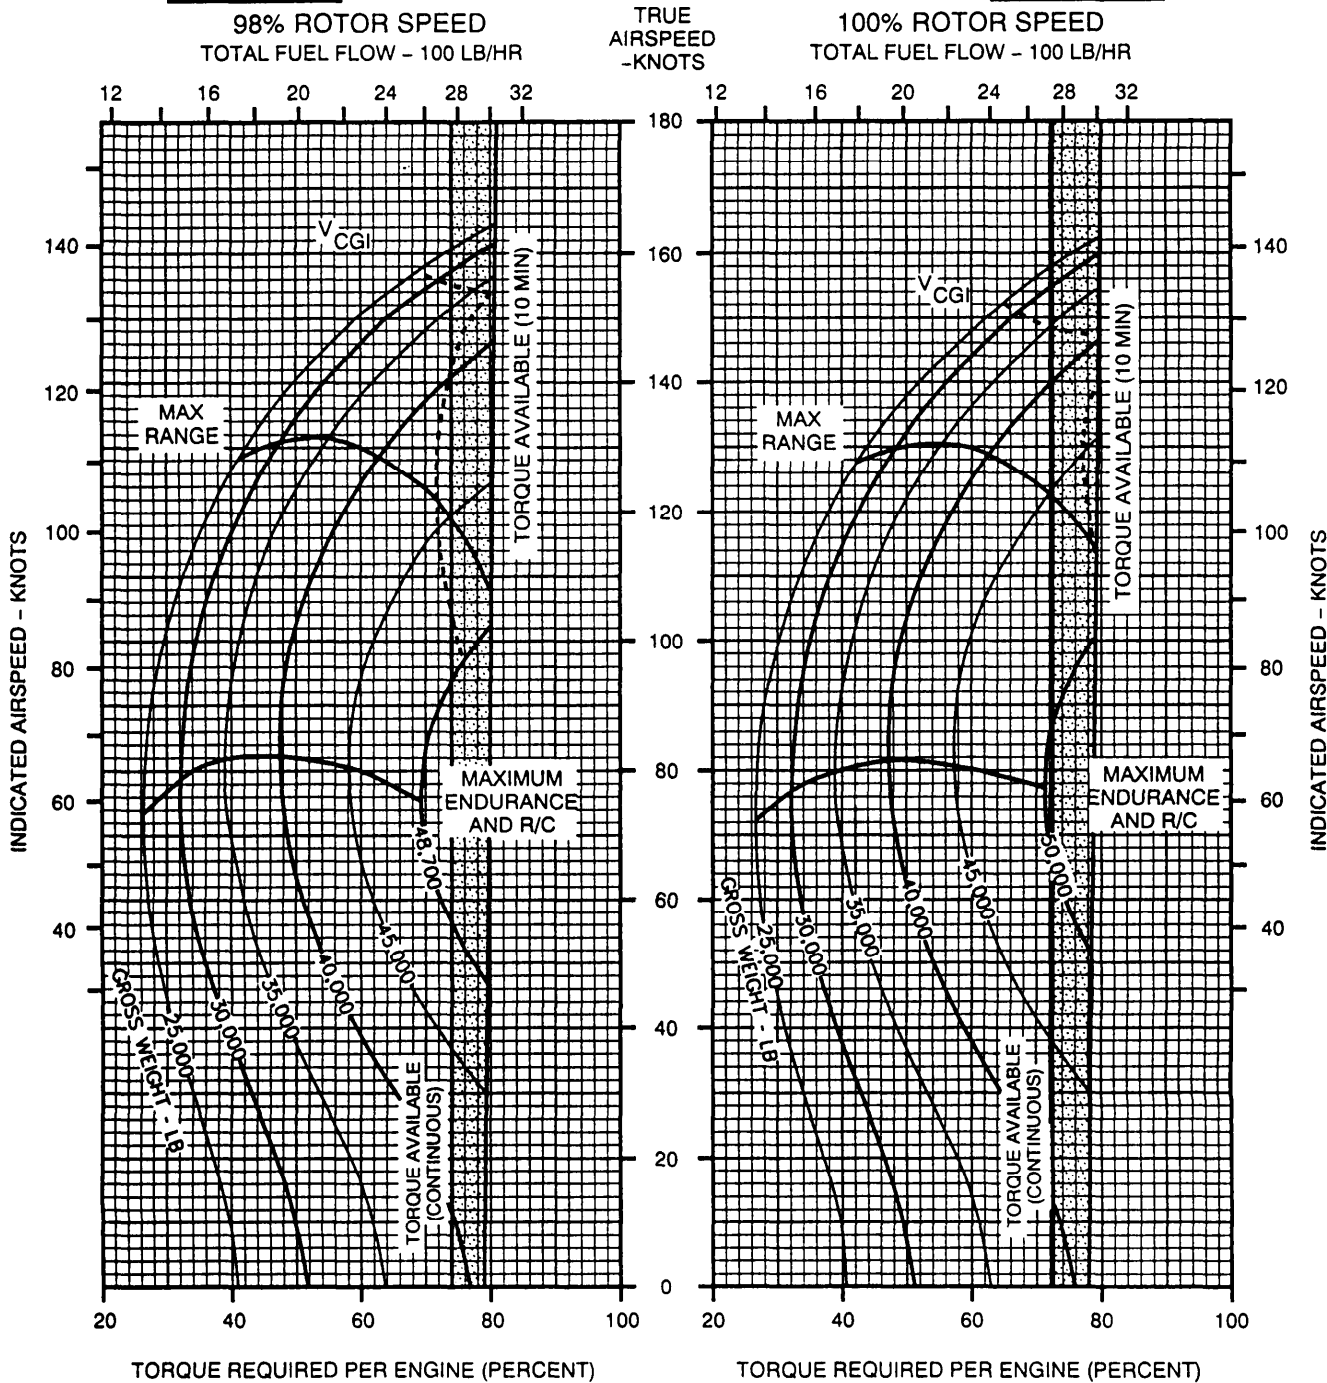 98% ROTOR SPEED
TOTAL FUEL FLOW – 100 LB/HR
TRUE
AIRSPEED
-KNOTS
100% ROTOR SPEED
TOTAL FUEL FLOW – 100 LB/HR
12 16 20 24 28 32
12 16 20 24 28 32
180
160
140
120
100
80
60
40
20
0
140
120
100
80
60
40
INDICATED AIRSPEED – KNOTS
VCGI
MAX
RANGE
TORQUE AVAILABLE (10 MIN)
MAXIMUM
ENDURANCE
AND R/C
GROSS WEIGHT - LB
25,000
30,000
35,000
40,000
45,000
48,700
TORQUE AVAILABLE
(CONTINUOUS)
20 40 60 80 100
TORQUE REQUIRED PER ENGINE (PERCENT)
VCGI
MAX
RANGE
TORQUE AVAILABLE (10 MIN)
MAXIMUM
ENDURANCE
AND R/C
GROSS WEIGHT - LB
25,000
30,000
35,000
40,000
45,000
50,000
TORQUE AVAILABLE
(CONTINUOUS)
140
120
100
80
60
40
INDICATED AIRSPEED – KNOTS
20 40 60 80 100
TORQUE REQUIRED PER ENGINE (PERCENT)